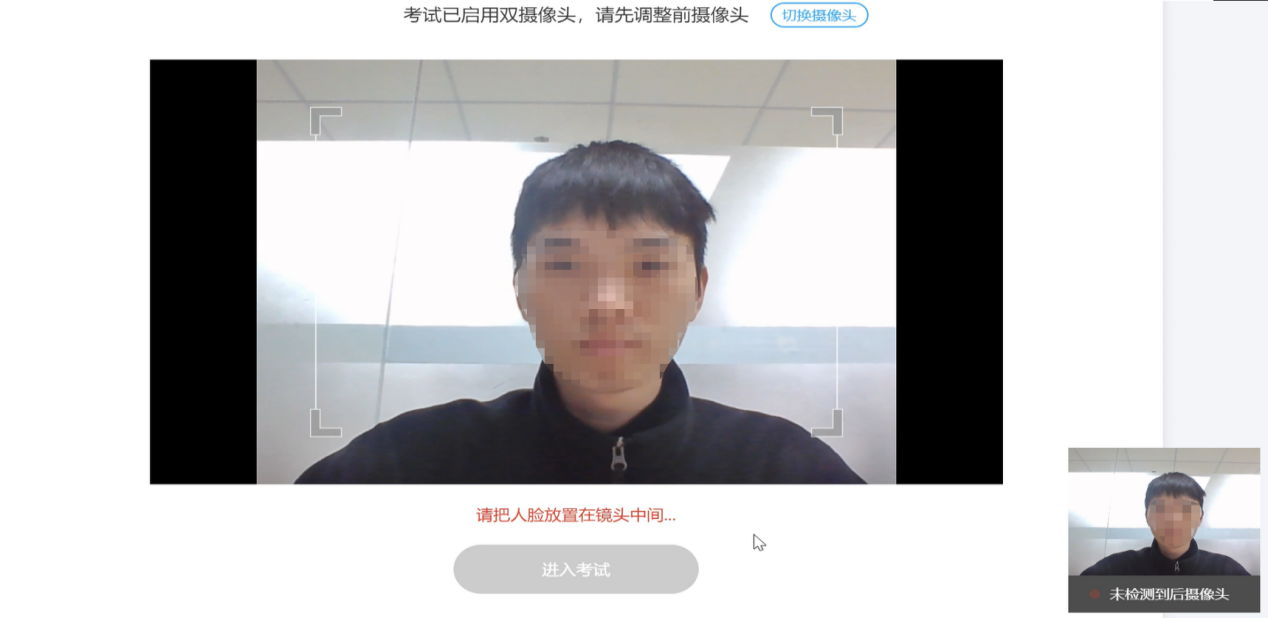 考试已启用双摄像头，请先调整前摄像头 切换摄像头
请把人脸放置在镜头中间...
进入考试
未检测到后摄像头